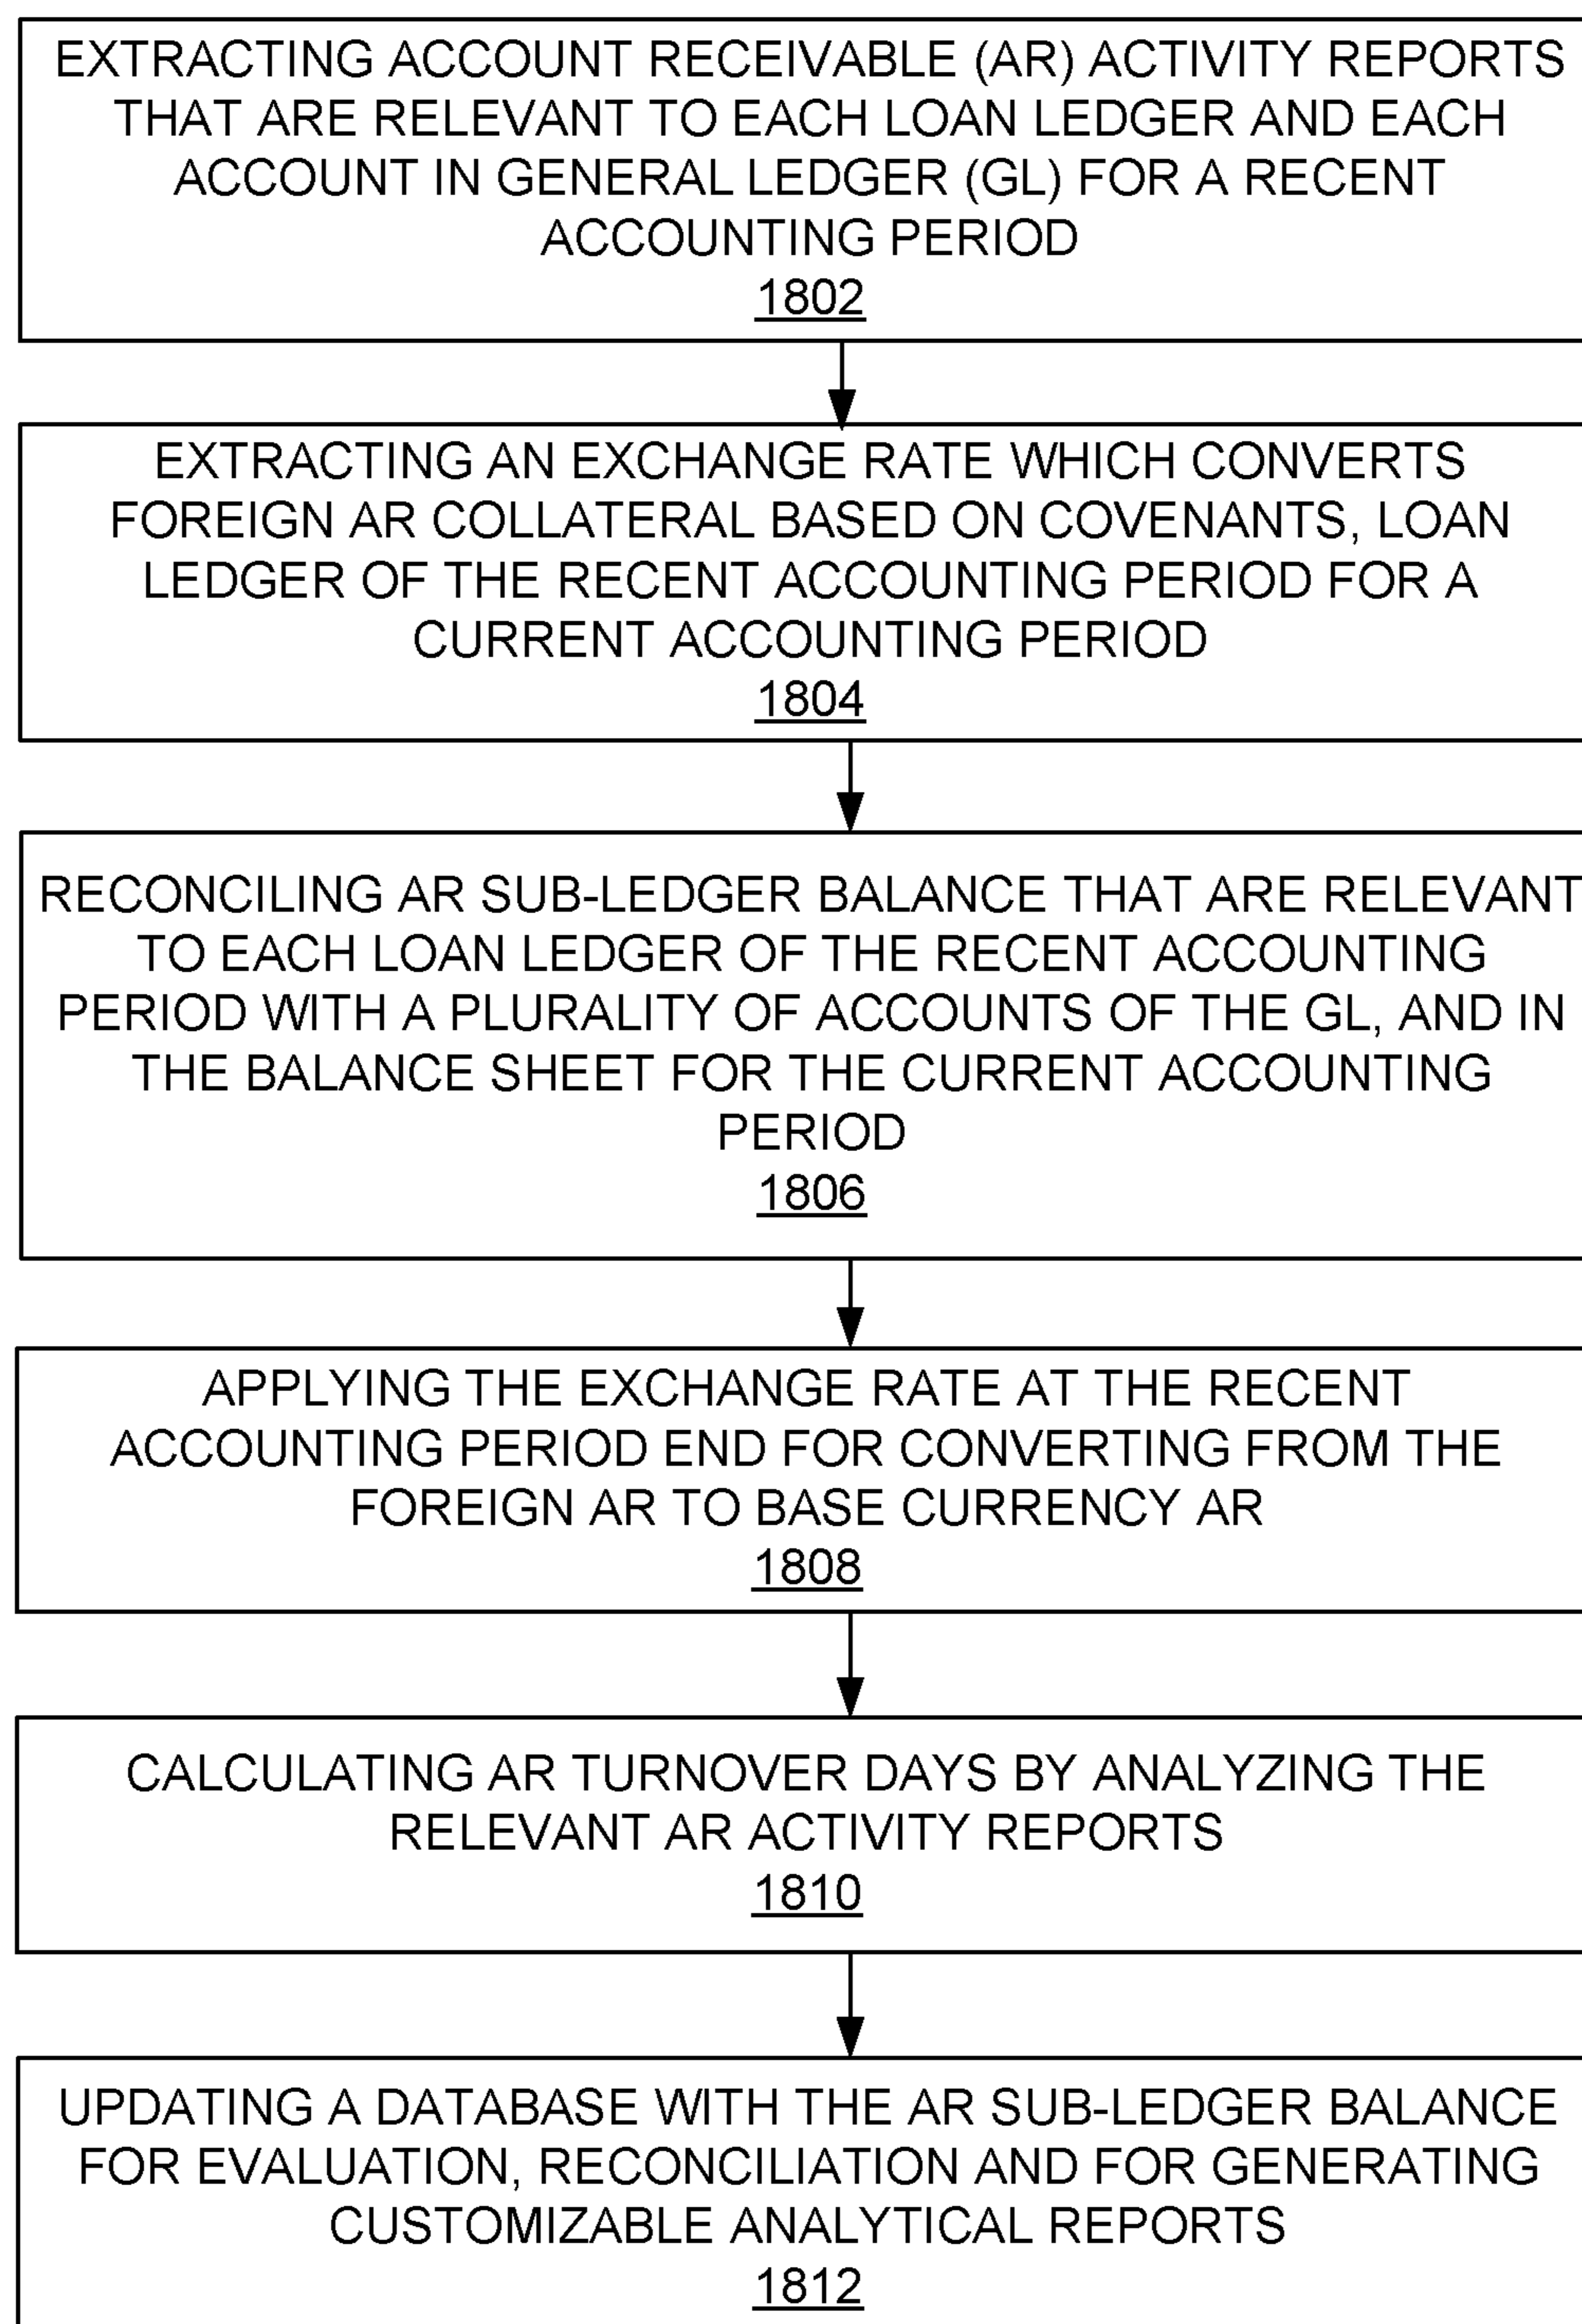 EXTRACTING ACCOUNT RECEIVABLE (AR) ACTIVITY REPORTS
THAT ARE RELEVANT TO EACH LOAN LEDGER AND EACH
ACCOUNT IN GENERAL LEDGER (GL) FOR A RECENT
ACCOUNTING PERIOD
1802
EXTRACTING AN EXCHANGE RATE WHICH CONVERTS
FOREIGN AR COLLATERAL BASED ON COVENANTS, LOAN
LEDGER OF THE RECENT ACCOUNTING PERIOD FOR A
CURRENT ACCOUNTING PERIOD
1804
RECONCILING AR SUB-LEDGER BALANCE THAT ARE RELEVANT
TO EACH LOAN LEDGER OF THE RECENT ACCOUNTING
PERIOD WITH A PLURALITY OF ACCOUNTS OF THE GL, AND IN
THE BALANCE SHEET FOR THE CURRENT ACCOUNTING
PERIOD
1806
APPLYING THE EXCHANGE RATE AT THE RECENT
ACCOUNTING PERIOD END FOR CONVERTING FROM THE
FOREIGN AR TO BASE CURRENCY AR
1808
CALCULATING AR TURNOVER DAYS BY ANALYZING THE
RELEVANT AR ACTIVITY REPORTS
1810
UPDATING A DATABASE WITH THE AR SUB-LEDGER BALANCE
FOR EVALUATION, RECONCILIATION AND FOR GENERATING
CUSTOMIZABLE ANALYTICAL REPORTS
1812